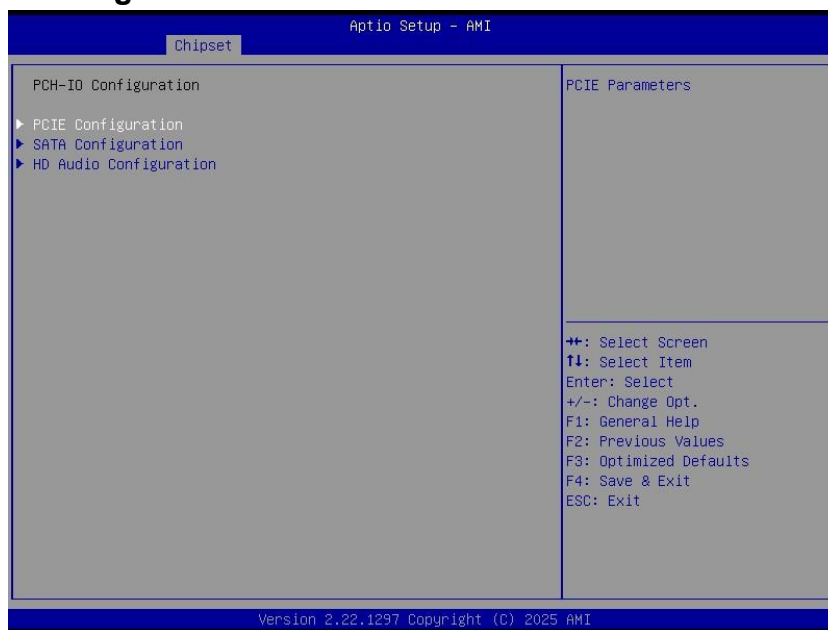 Aptio Setup – AMI
Chipset
PCH-IO Configuration
▶ PCIE Configuration
▶ SATA Configuration
▶ HD Audio Configuration
PCIE Parameters
→←: Select Screen
↑↓: Select Item
Enter: Select
+/-: Change Opt.
F1: General Help
F2: Previous Values
F3: Optimized Defaults
F4: Save & Exit
ESC: Exit
Version 2.22.1297 Copyright (C) 2025 AMI